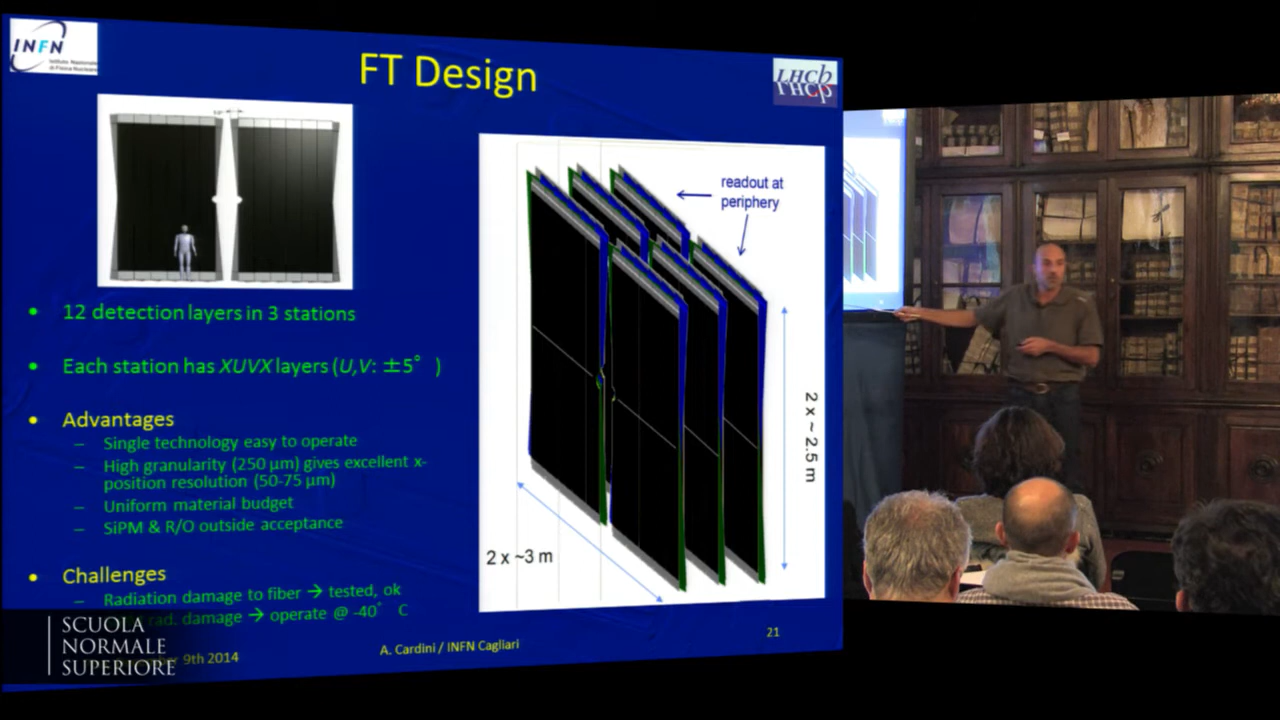 INFN
Istituto Nazionale
di Fisica Nucleare
FT Design
LHCb
LHCb
readout at
periphery
• 12 detection layers in 3 stations
• Each station has XUVX layers (U,V: ±5° )
• Advantages
– Single technology easy to operate
– High granularity (250 µm) gives excellent x-
position resolution (50-75 µm)
– Uniform material budget
– SiPM & R/O outside acceptance
• Challenges
– Radiation damage to fiber → tested, ok
rad. damage → operate @ -40° C
2 x ~ 2.5 m
2 x ~3 m
SCUOLA
NORMALE
SUPERIORE
9th 2014
A. Cardini / INFN Cagliari
21